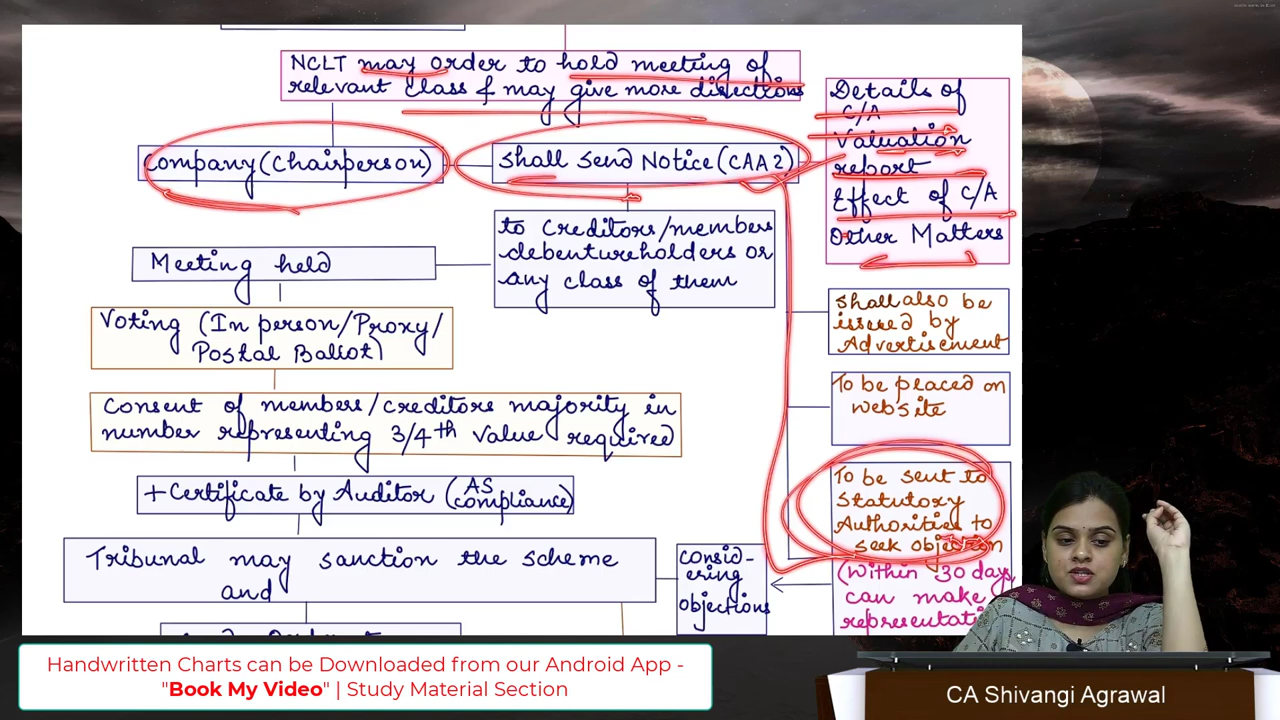 NCLT may order to hold meeting of
relevant class & may give more directions
Company (Chairperson)
shall send Notice (CAA 2)
Details of
C/A
Valuation
report
Effect of C/A
Other Matters
to creditors/members
debentureholders or
any class of them
Meeting held
Voting (In person/Proxy/
Postal Ballot)
shall also be
issued by
Advertisement
To be placed on
website
Consent of members/creditors majority in
number representing 3/4th value required
+ Certificate by Auditor (AS
compliance)
To be sent to
statutory
Authorities to
seek objection
(Within 30 days
can make
Tribunal may sanction the scheme
and
consid-
ering
objections
Handwritten Charts can be Downloaded from our Android App -
"Book My Video" | Study Material Section
CA Shivangi Agrawal